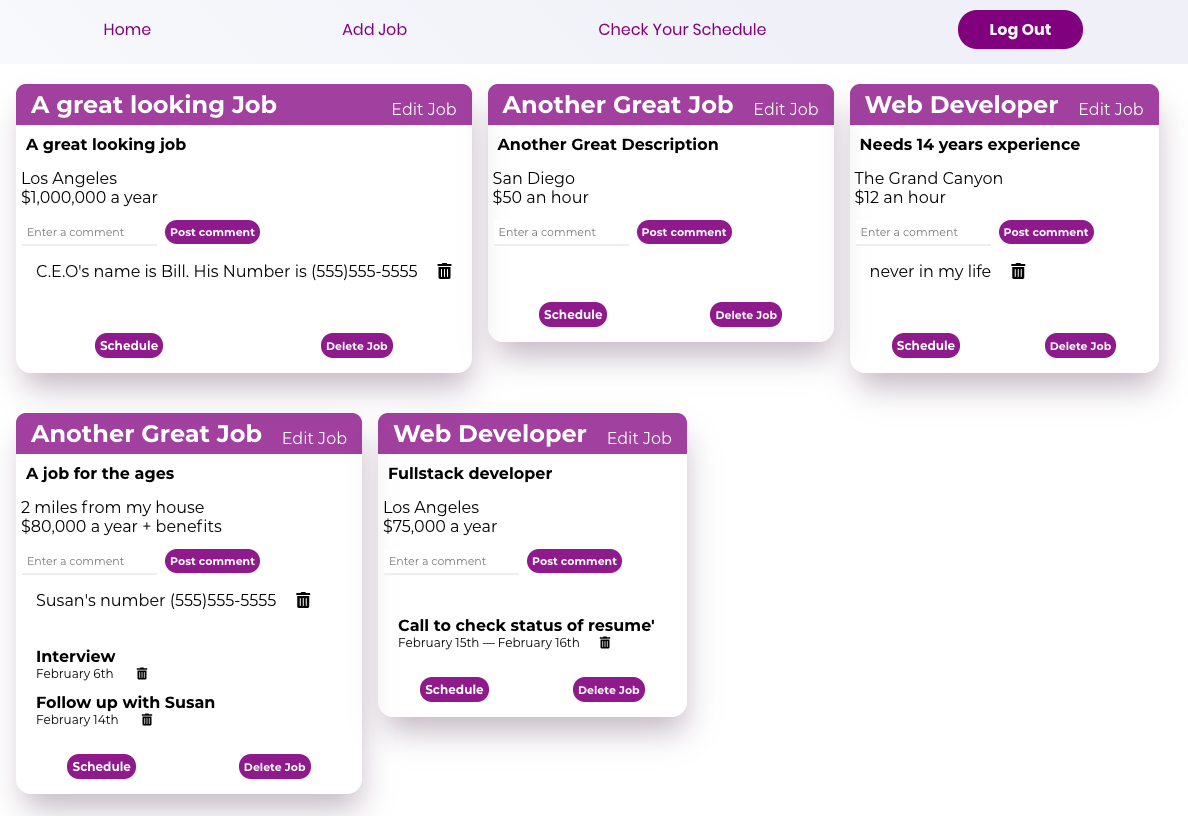 Home
Add Job
Check Your Schedule
Log Out
A great looking Job
Edit Job
A great looking job
Los Angeles
$1,000,000 a year
Enter a comment
Post comment
C.E.O's name is Bill. His Number is (555)555-5555
Schedule
Delete Job
Another Great Job
Edit Job
Another Great Description
San Diego
$50 an hour
Enter a comment
Post comment
Schedule
Delete Job
Web Developer
Edit Job
Needs 14 years experience
The Grand Canyon
$12 an hour
Enter a comment
Post comment
never in my life
Schedule
Delete Job
Another Great Job
Edit Job
A job for the ages
2 miles from my house
$80,000 a year + benefits
Enter a comment
Post comment
Susan's number (555)555-5555
Interview
February 6th
Follow up with Susan
February 14th
Schedule
Delete Job
Web Developer
Edit Job
Fullstack developer
Los Angeles
$75,000 a year
Enter a comment
Post comment
Call to check status of resume'
February 15th — February 16th
Schedule
Delete Job